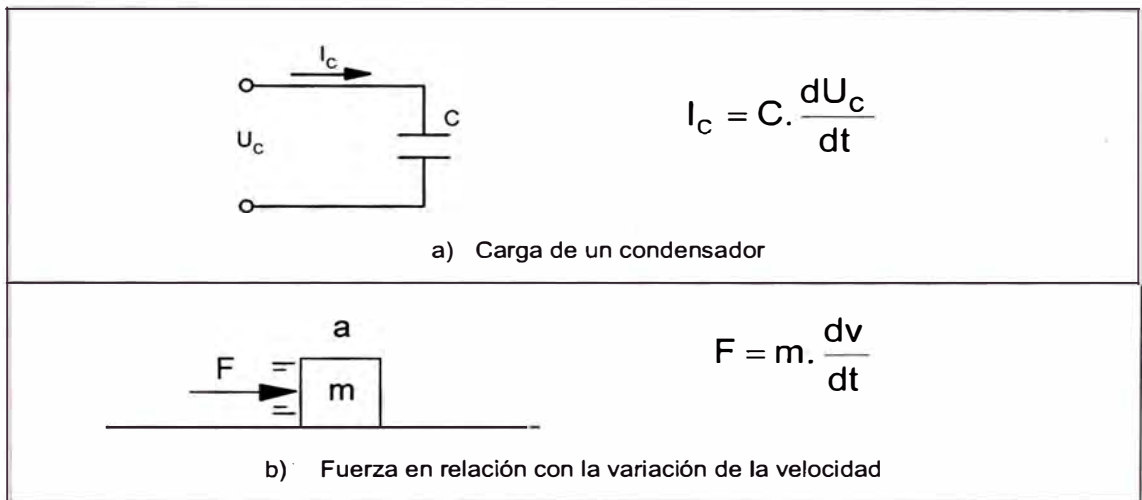 I_C
U_C
C
I_C = C. dU_C/dt
a) Carga de un condensador
a
F
m
F = m. dv/dt
b) Fuerza en relación con la variación de la velocidad